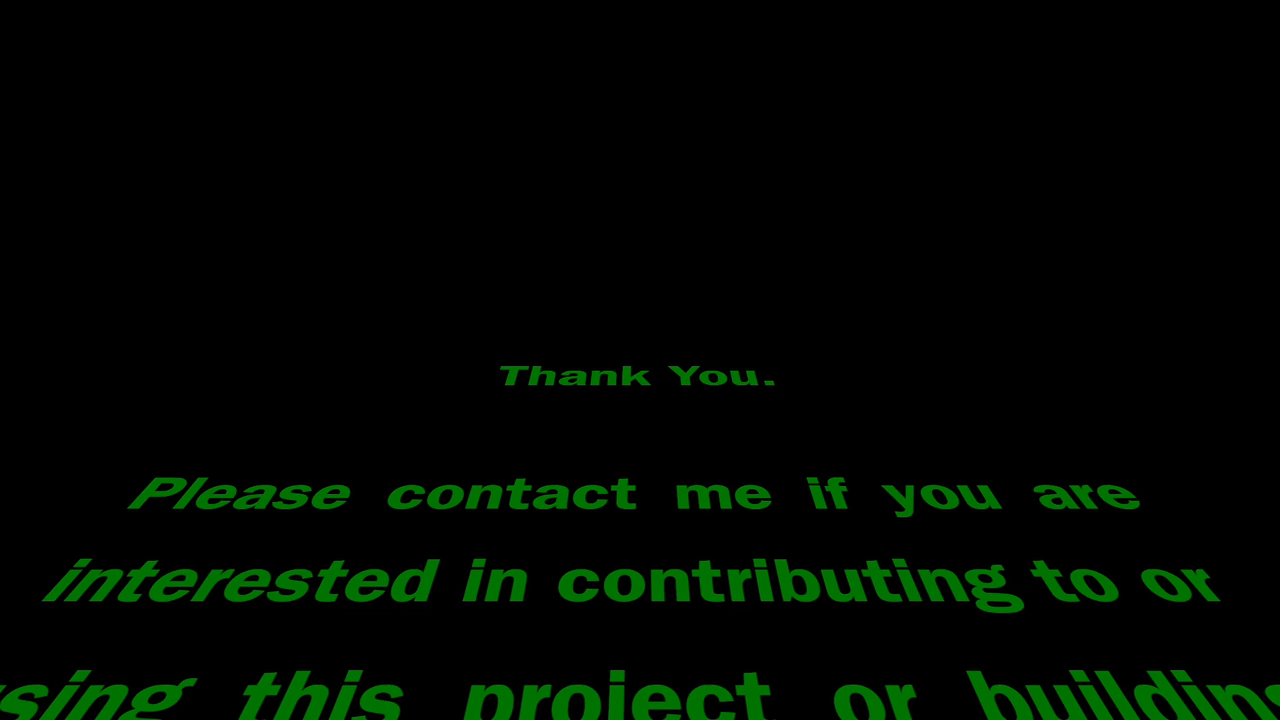 Thank You.
Please contact me if you are
interested in contributing to or
this project or